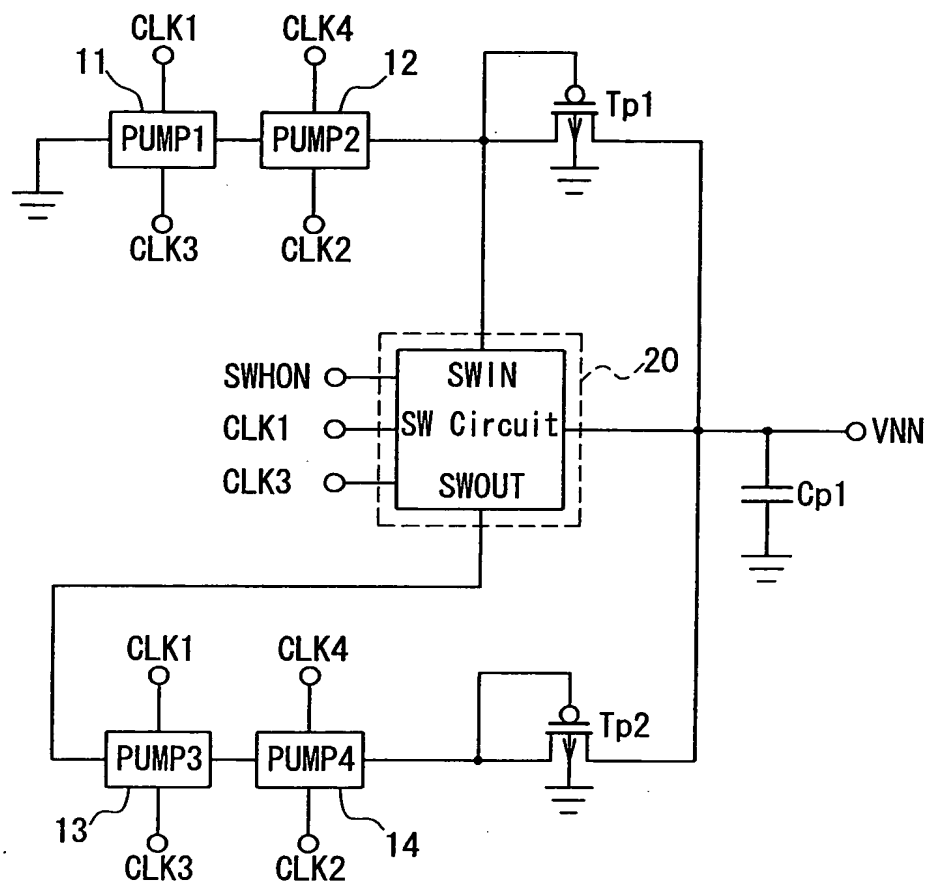 CLK1 CLK4
11 12
PUMP1 PUMP2 Tp1
CLK3 CLK2
SWHON SWIN 20
CLK1 SW Circuit VNN
CLK3 SWOUT Cp1
CLK1 CLK4
PUMP3 PUMP4 Tp2
13 14
CLK3 CLK2